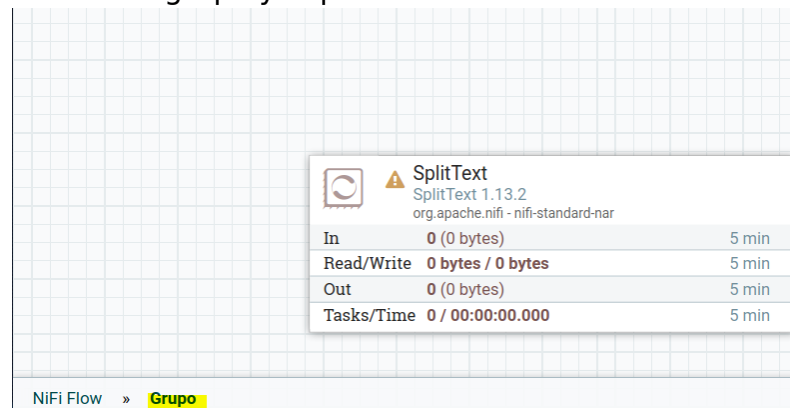 SplitText
SplitText 1.13.2
org.apache.nifi - nifi-standard-nar
In 0 (0 bytes) 5 min
Read/Write 0 bytes / 0 bytes 5 min
Out 0 (0 bytes) 5 min
Tasks/Time 0 / 00:00:00.000 5 min
NiFi Flow » Grupo